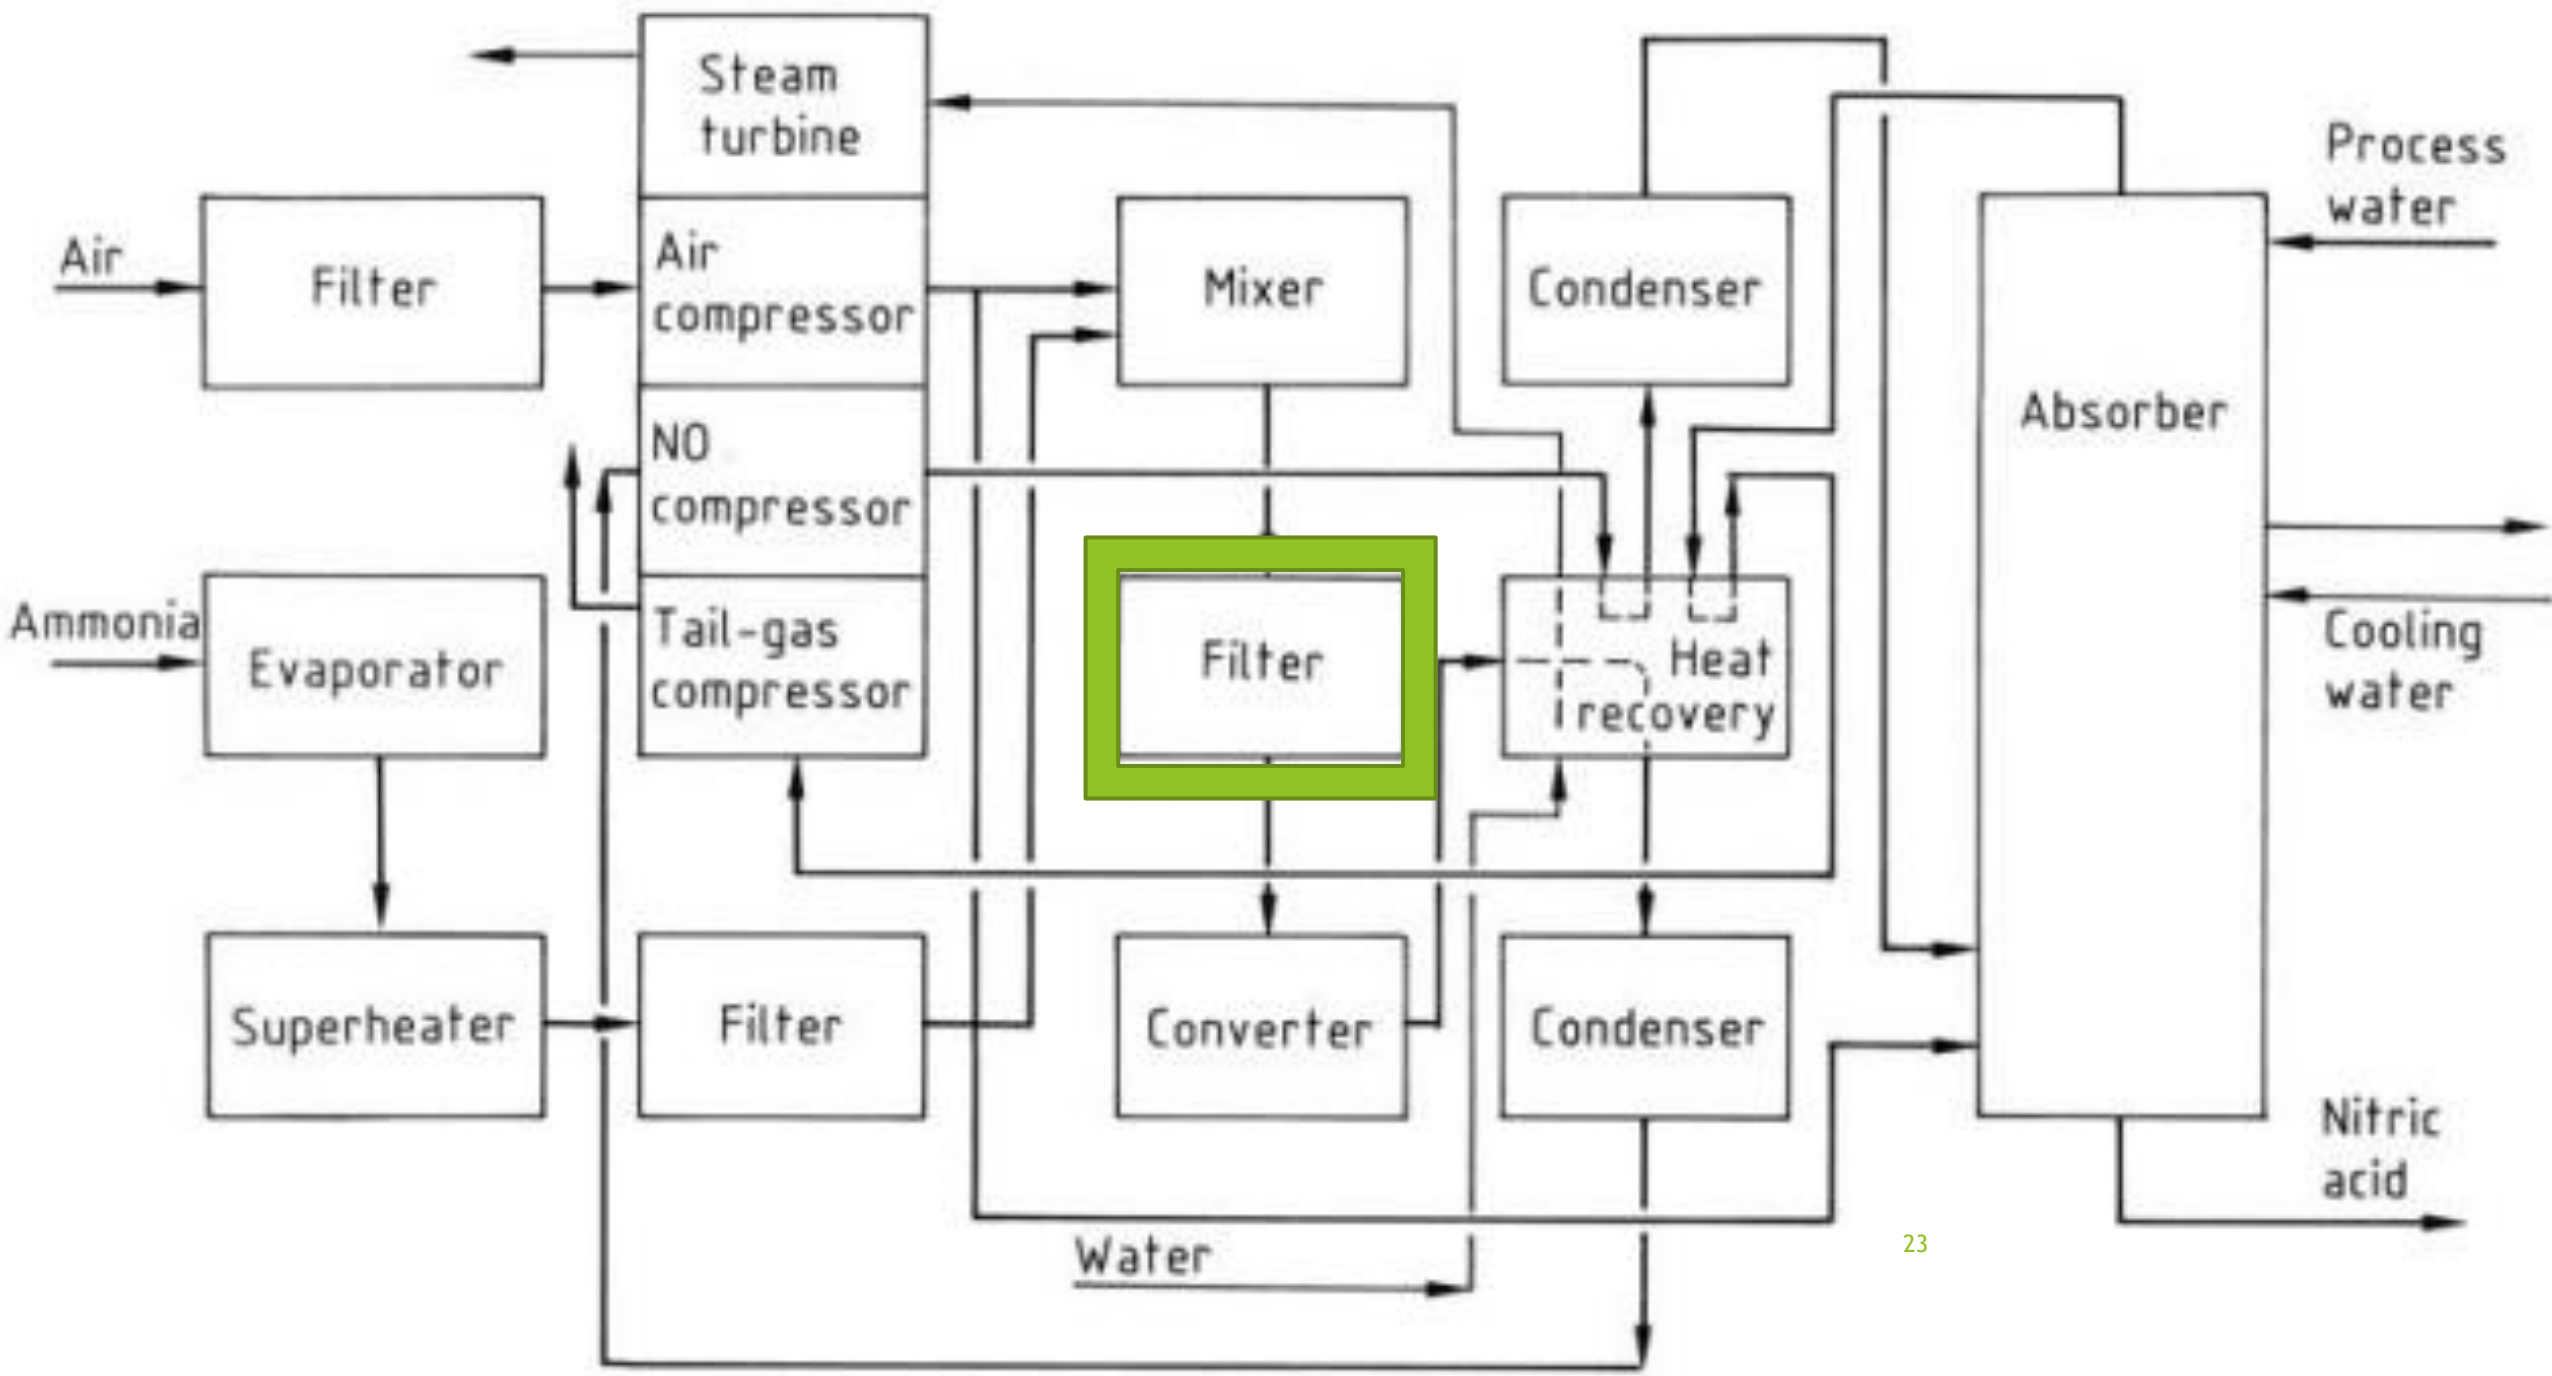 Steam
turbine
Process
water
Air
Filter
Air
compressor
Mixer
Condenser
Absorber
NO
compressor
Ammonia
Evaporator
Tail-gas
compressor
Filter
Heat
recovery
Cooling
water
Superheater
Filter
Converter
Condenser
Nitric
acid
Water
23